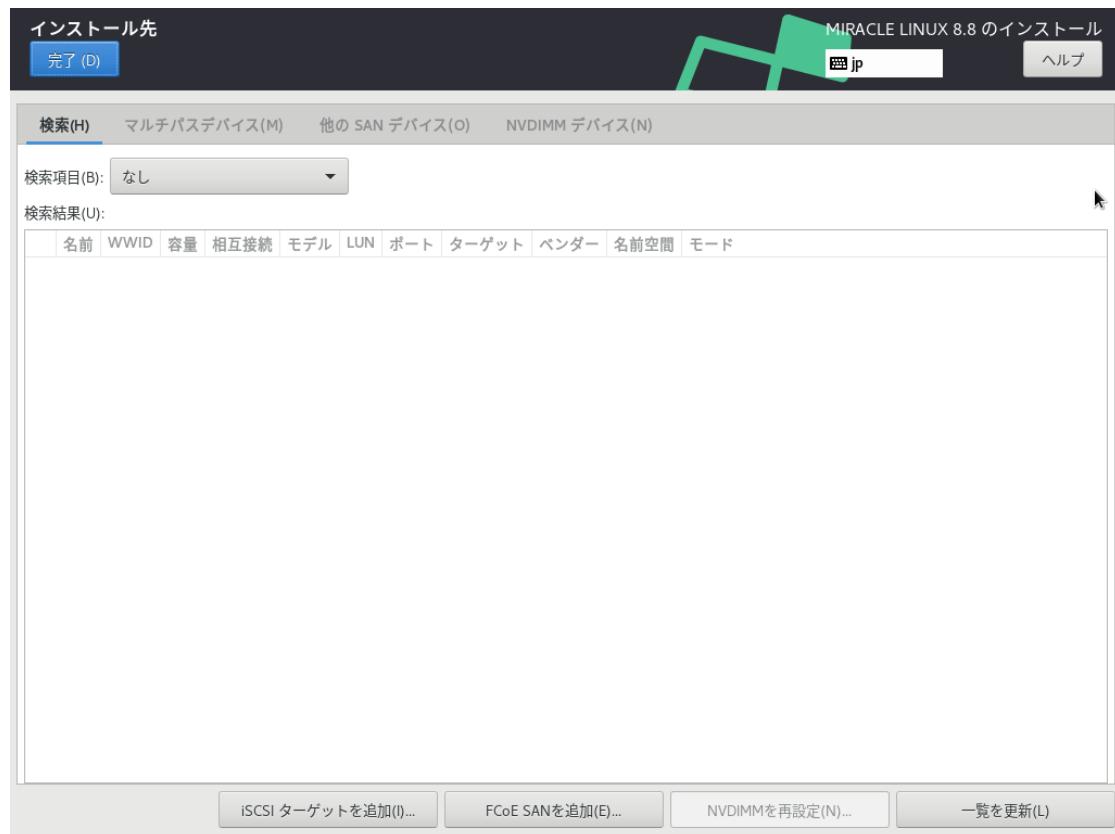 インストール先
MIRACLE LINUX 8.8 のインストール
完了 (D)
jp
ヘルプ
検索(H) マルチパスデバイス(M) 他の SAN デバイス(O) NVDIMM デバイス(N)
検索項目(B): なし
検索結果(U):
名前 WWID 容量 相互接続 モデル LUN ポート ターゲット ベンダー 名前空間 モード
iSCSI ターゲットを追加(I)... FCoE SANを追加(E)... NVDIMMを再設定(N)... 一覧を更新(L)